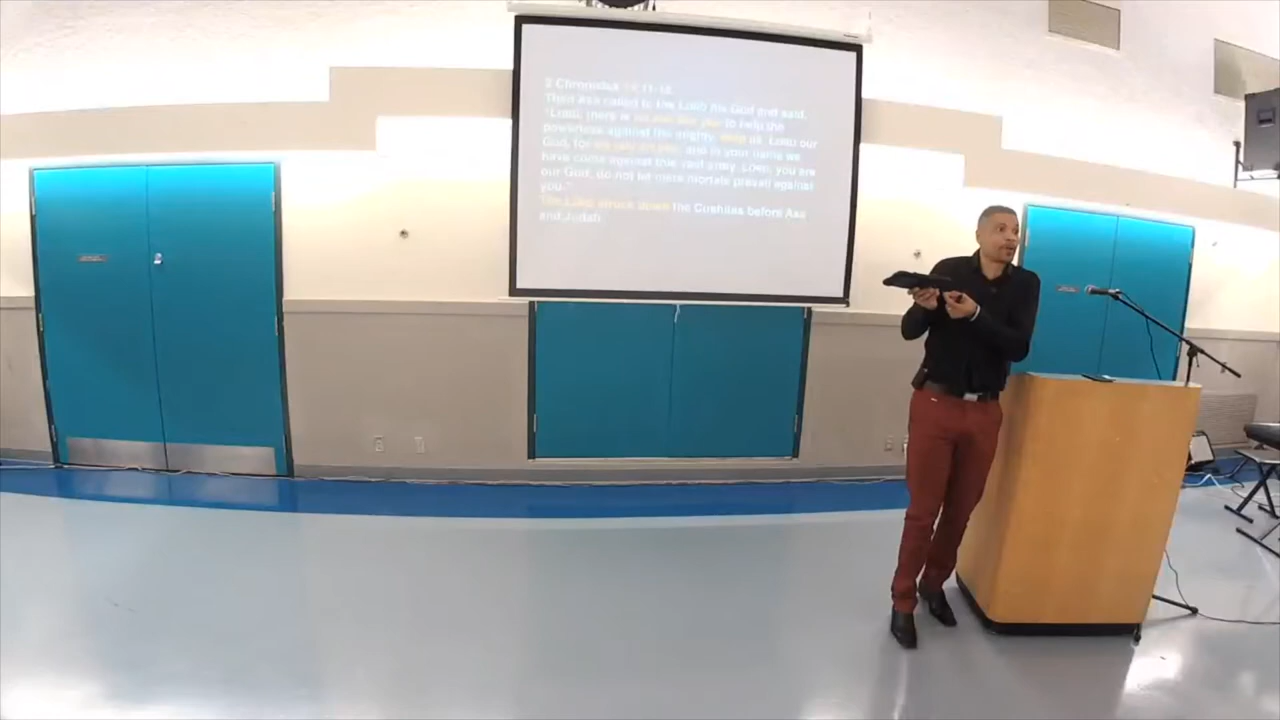 2 Chronicles 14:11-12
Then Asa called to the LORD his God and said,
"LORD, there is no one like you to help the
powerless against the mighty. Help us, LORD our
God, for we rely on you, and in your name we
have come against this vast army. LORD, you are
our God; do not let mere mortals prevail against
you."
The LORD struck down the Cushites before Asa
and Judah.